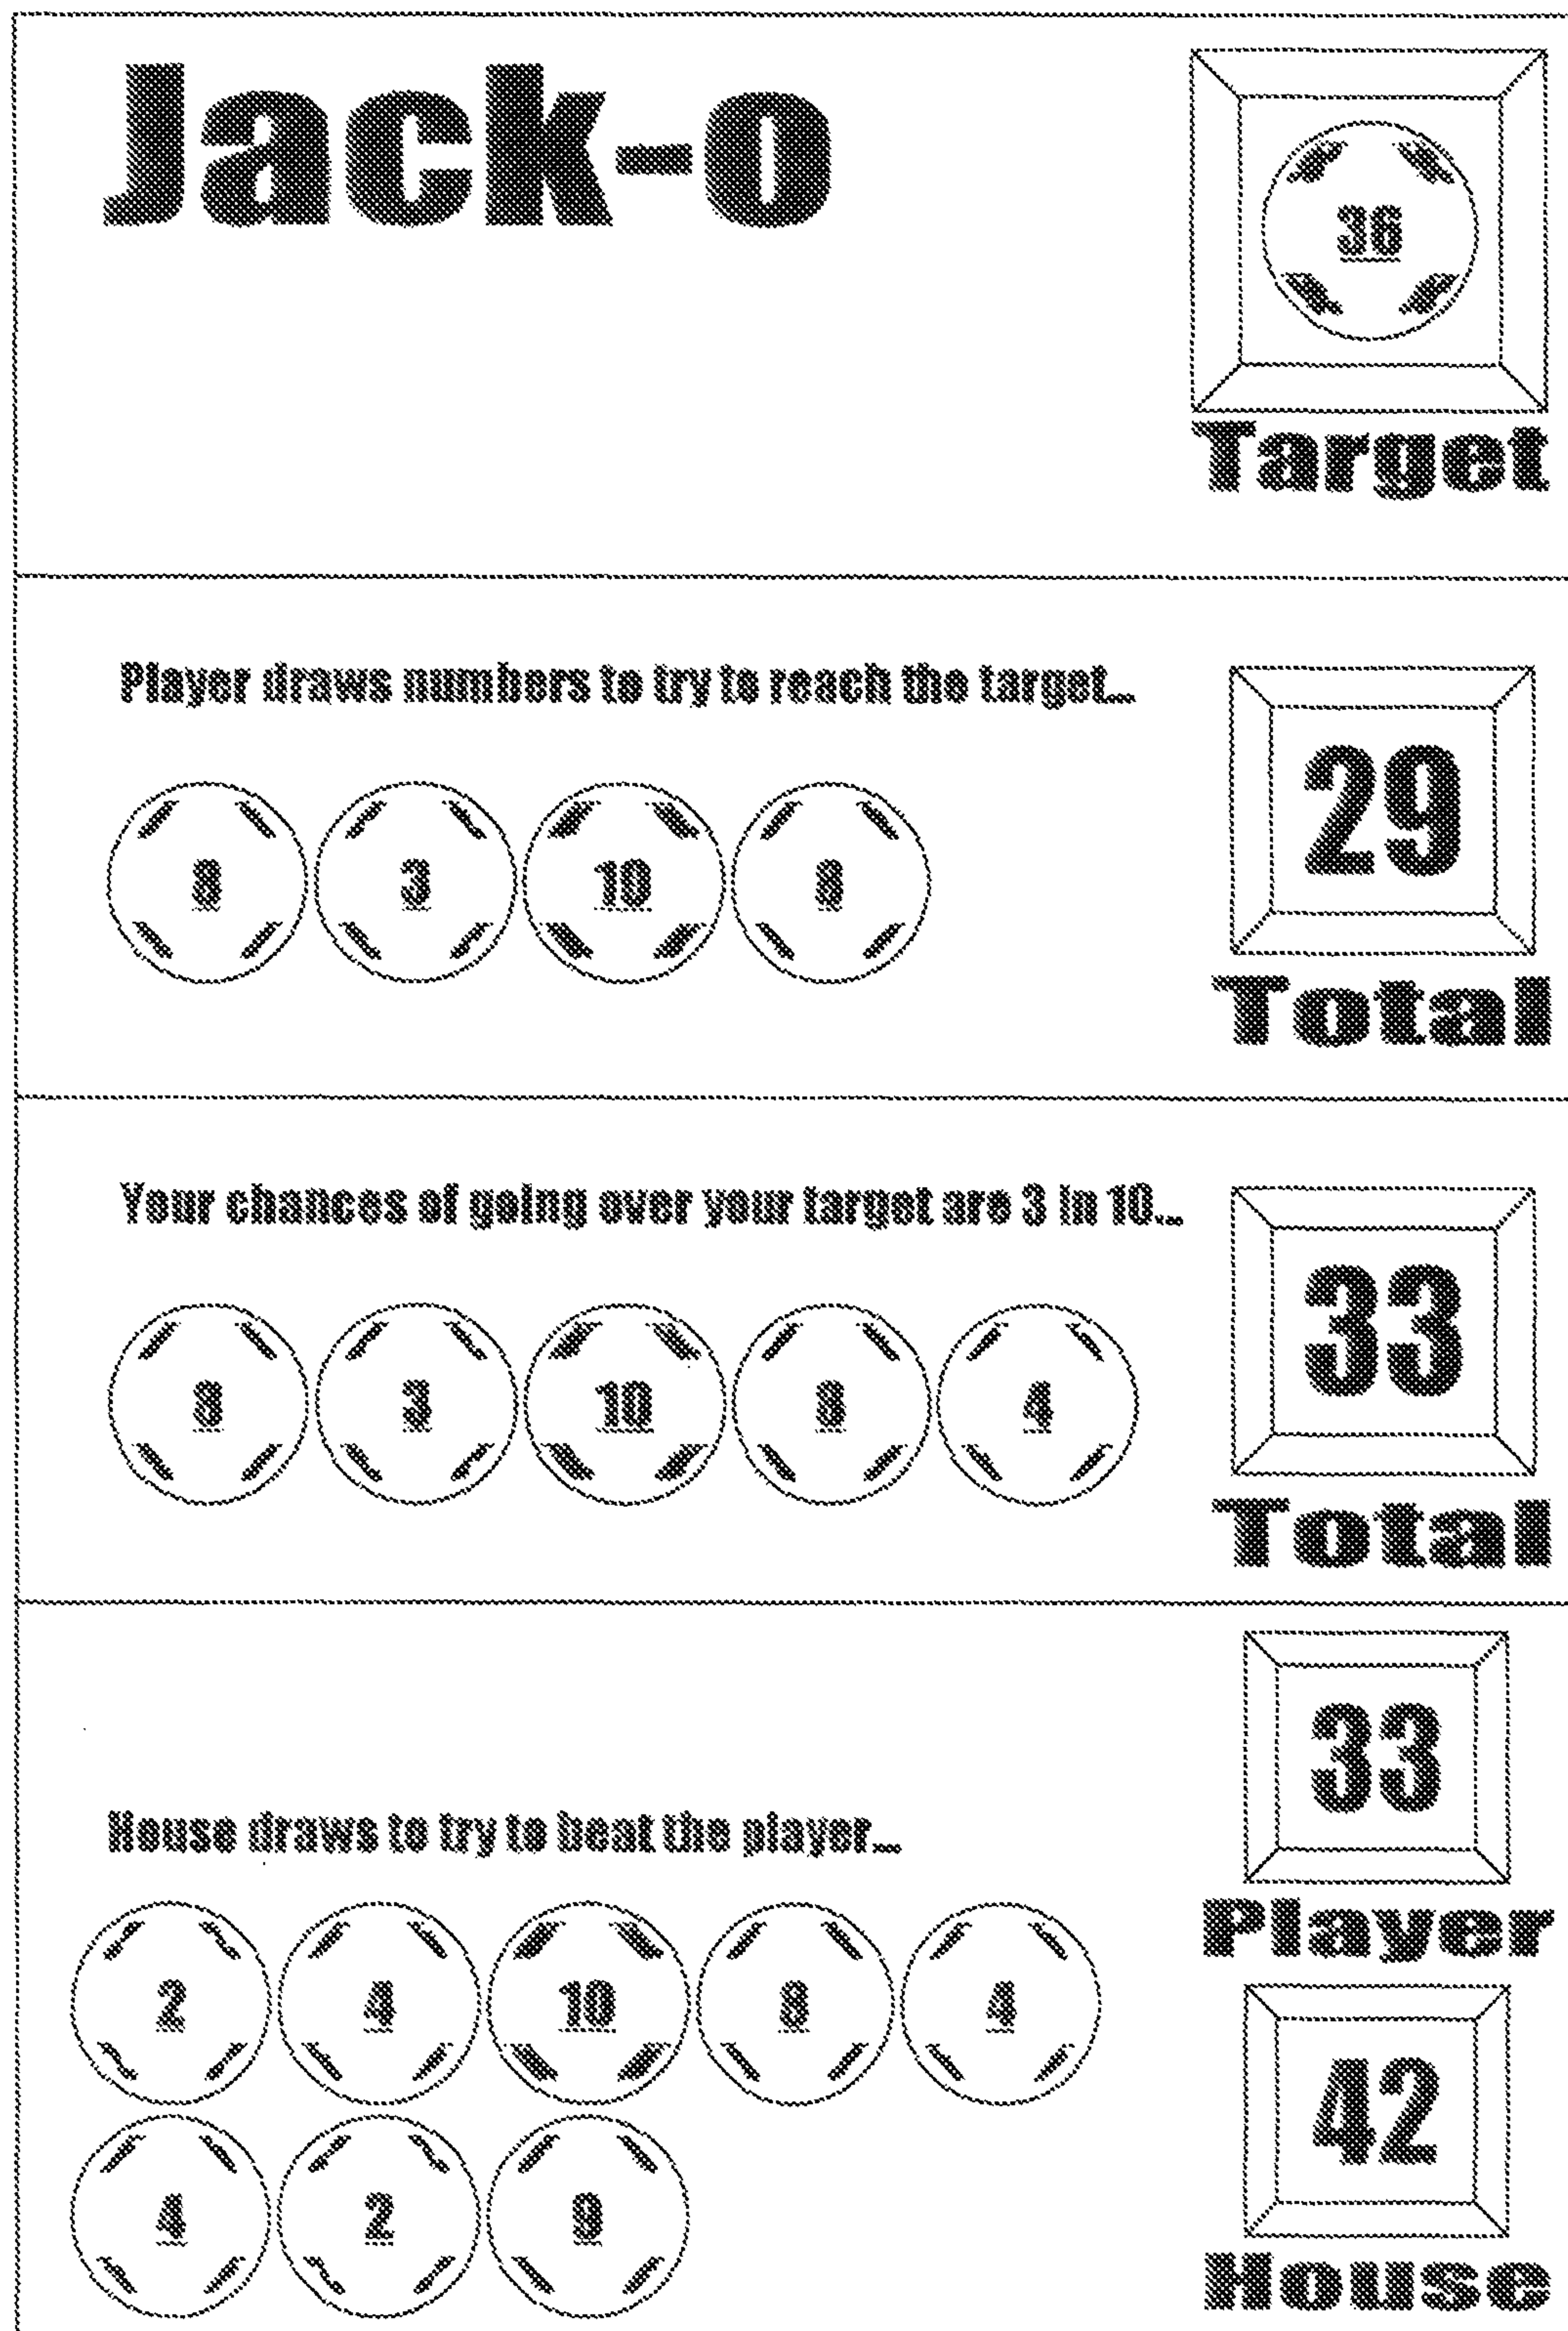 Jack-o
36
Target
Player draws numbers to try to reach the target...
8 3 10 8
29
Total
Your chances of going over your target are 3 in 10...
8 3 10 8 4
33
Total
33
Player
House draws to try to beat the player...
2 4 10 8 4
4 2 9
42
House